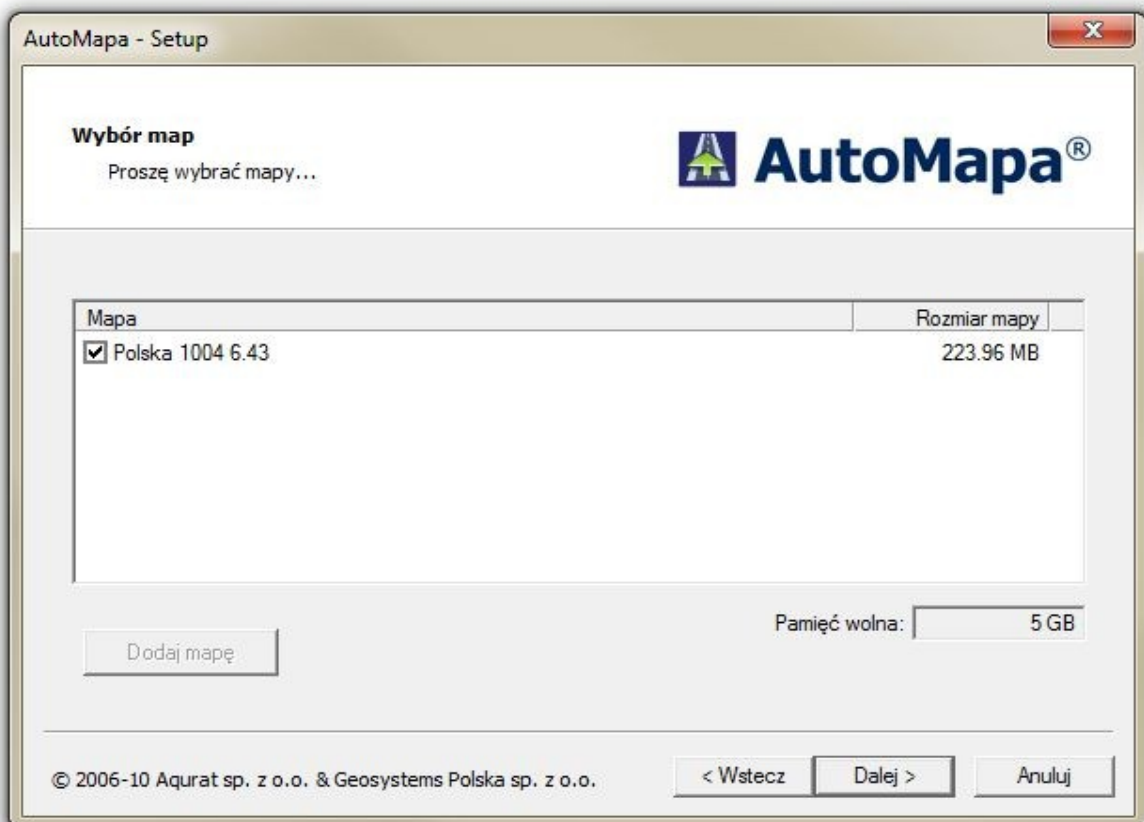 AutoMapa - Setup
Wybór map
Proszę wybrać mapy...
AutoMapa®
Mapa Rozmiar mapy
Polska 1004 6.43 223.96 MB
Pamięć wolna: 5 GB
Dodaj mapę
© 2006-10 Aqurat sp. z o.o. & Geosystems Polska sp. z o.o.
< Wstecz Dalej > Anuluj